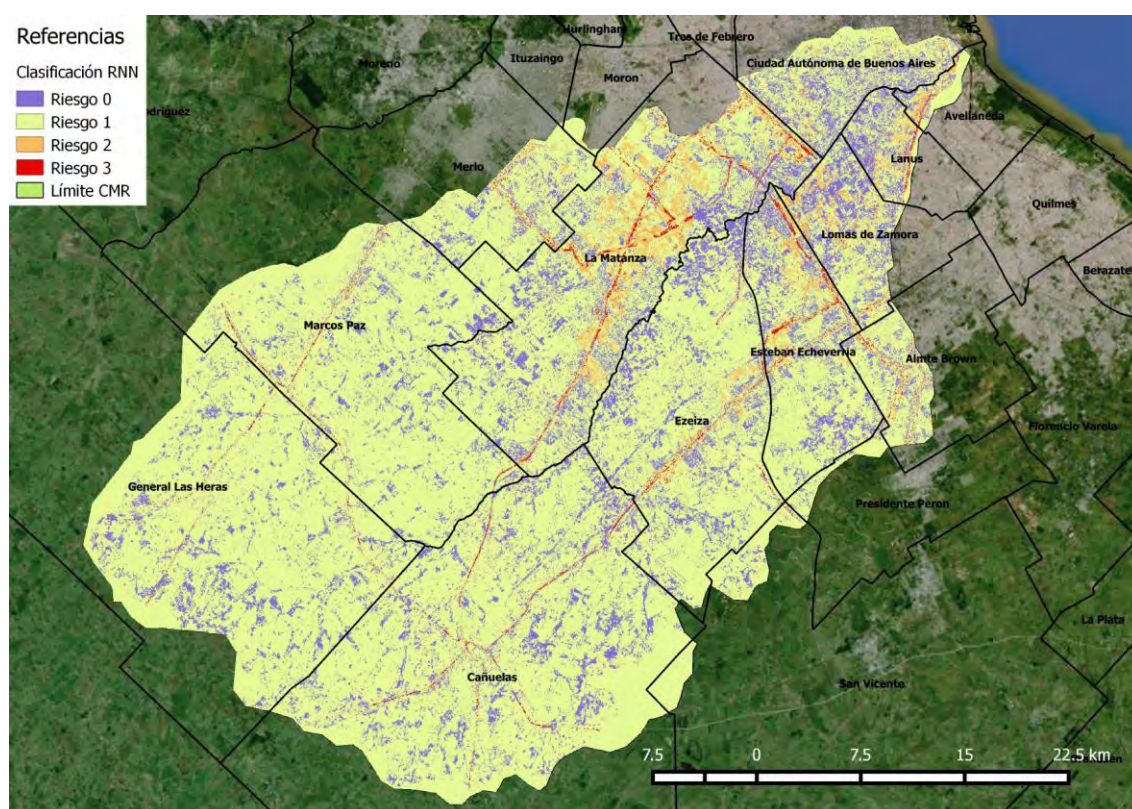 Referencias
Clasificación RNN
Riesgo 0
Riesgo 1
Riesgo 2
Riesgo 3
Límite CMR
Hurlingham
Tres de Febrero
Ituzaingo
Moreno
Moron
Ciudad Autónoma de Buenos Aires
Avellaneda
Merlo
Lanus
Quilmes
Lomas de Zamora
La Matanza
Berazate
Marcos Paz
Esteban Echeverria
Almte Brown
Ezeiza
Florencio Varela
General Las Heras
Presidente Peron
La Plata
Cañuelas
San Vicente
7.5 0 7.5 15 22.5 km